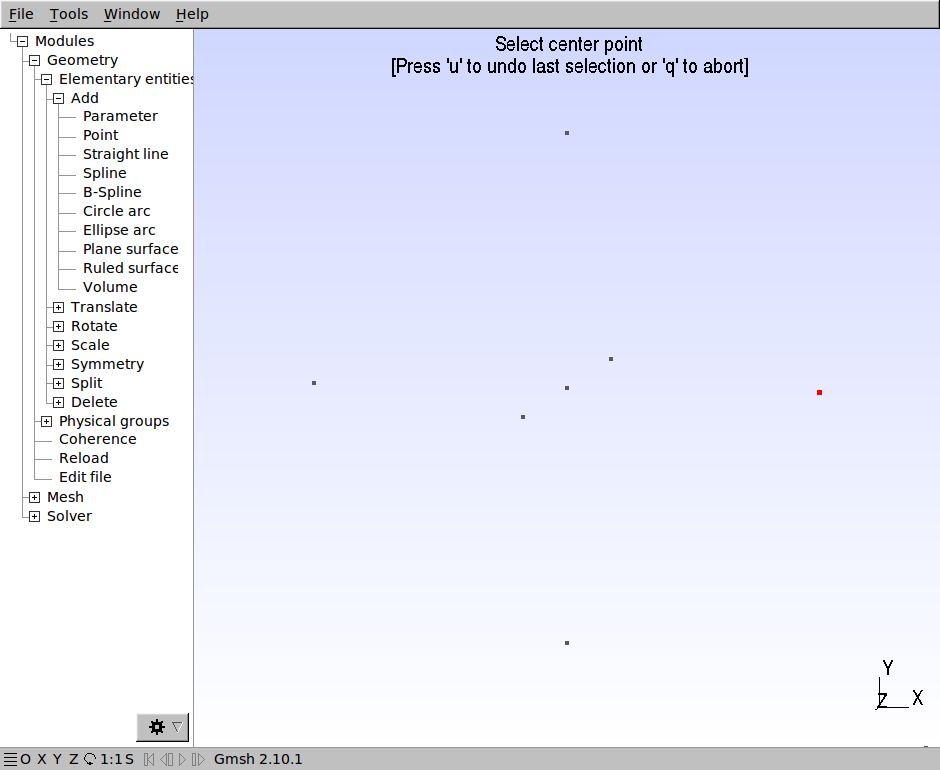 File Tools Window Help
Select center point
[Press 'u' to undo last selection or 'q' to abort]
Modules
Geometry
Elementary entities
Add
Parameter
Point
Straight line
Spline
B-Spline
Circle arc
Ellipse arc
Plane surface
Ruled surface
Volume
Translate
Rotate
Scale
Symmetry
Split
Delete
Physical groups
Coherence
Reload
Edit file
Mesh
Solver
Y
Z X
O X Y Z 1:1 S Gmsh 2.10.1